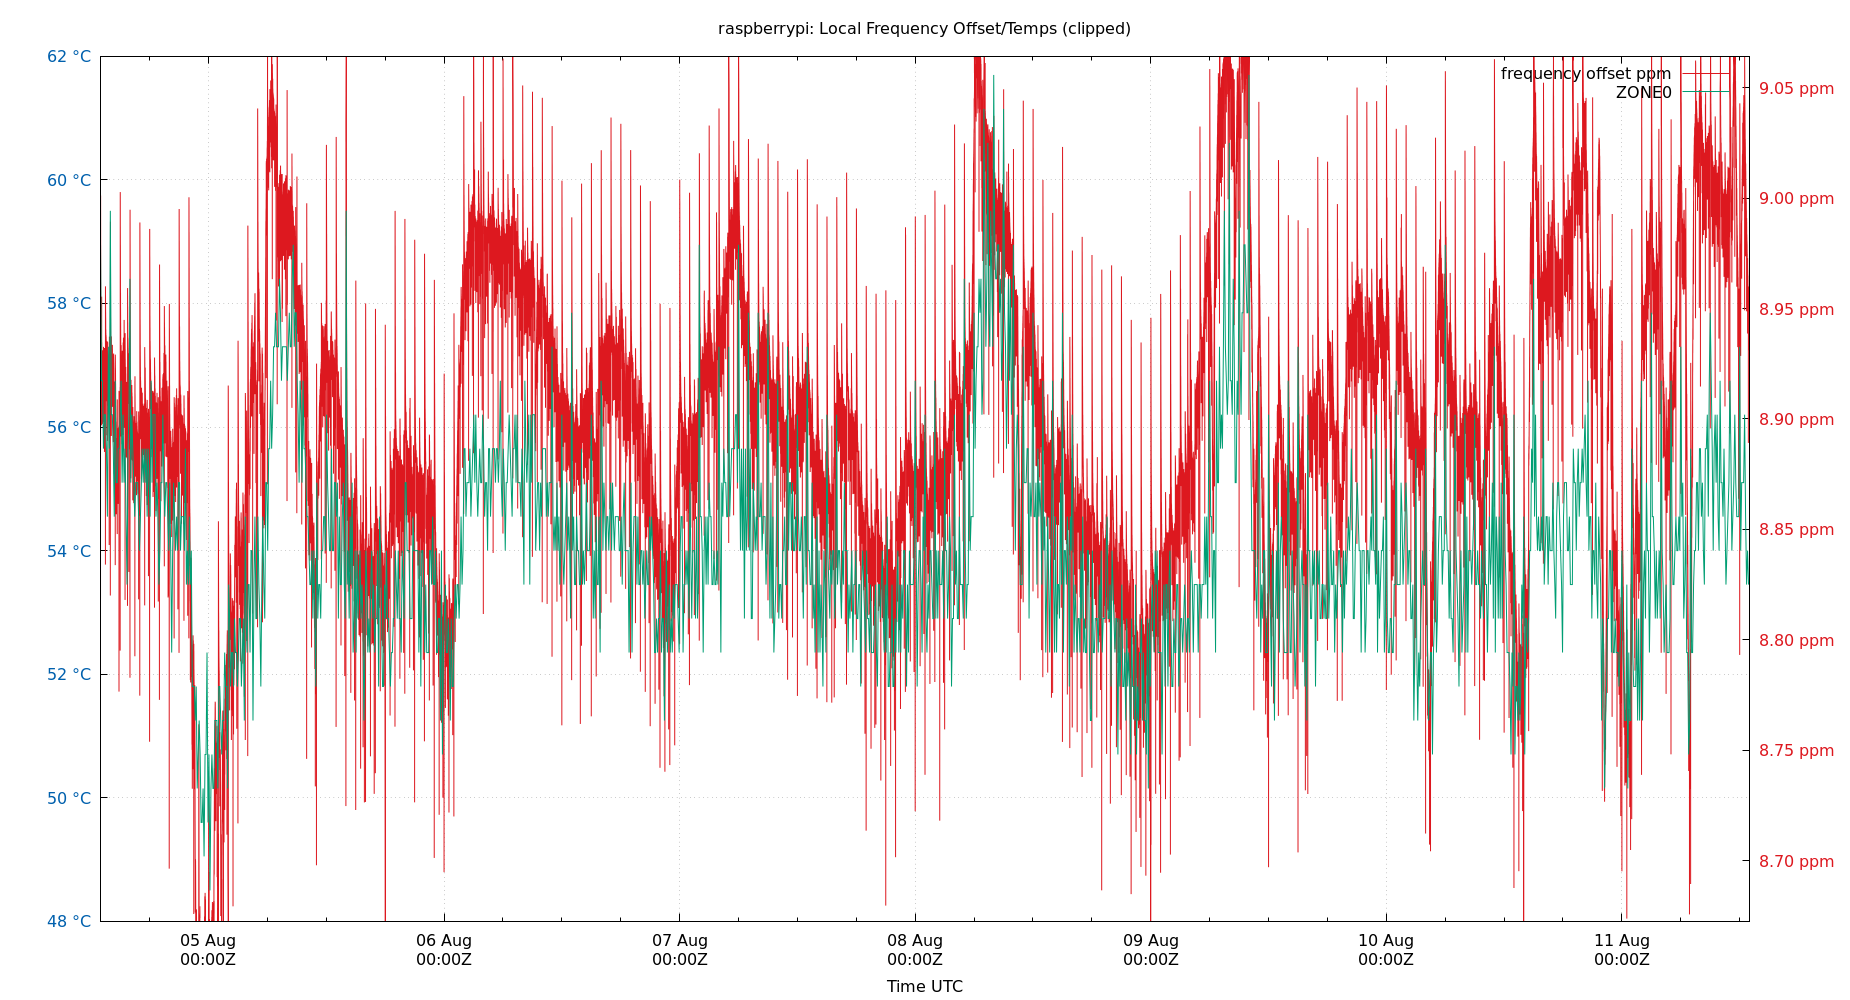 raspberrypi: Local Frequency Offset/Temps (clipped)
62 °C
60 °C
58 °C
56 °C
54 °C
52 °C
50 °C
48 °C
frequency offset ppm
ZONE0
9.05 ppm
9.00 ppm
8.95 ppm
8.90 ppm
8.85 ppm
8.80 ppm
8.75 ppm
8.70 ppm
05 Aug 06 Aug 07 Aug 08 Aug 09 Aug 10 Aug 11 Aug
00:00Z 00:00Z 00:00Z 00:00Z 00:00Z 00:00Z 00:00Z
Time UTC